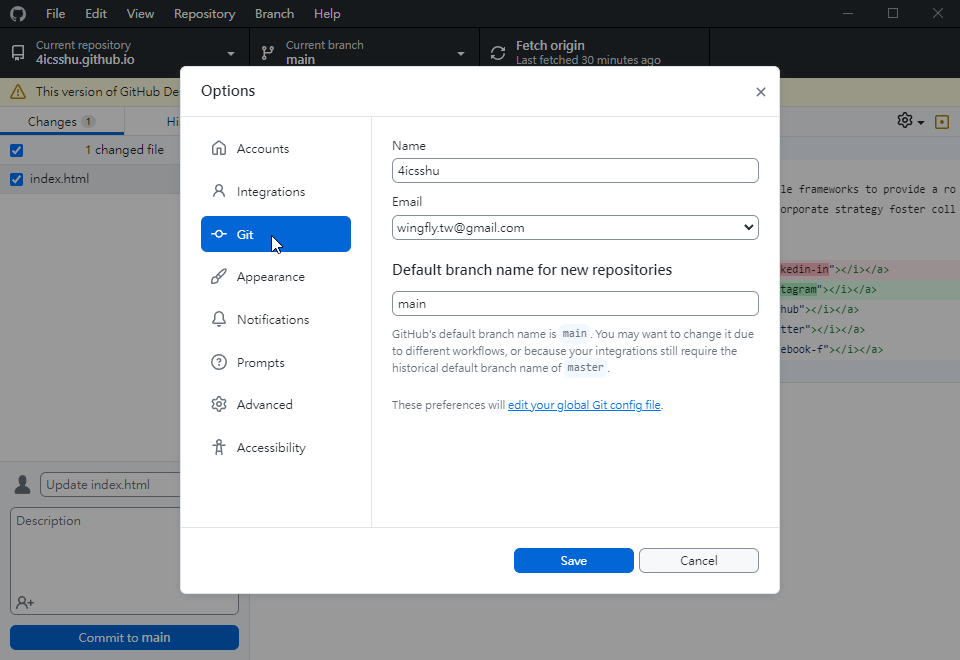 File Edit View Repository Branch Help
Current repository
4icsshu.github.io
Current branch
main
Fetch origin
Last fetched 30 minutes ago
This version of GitHub De
Changes 1
Hi
1 changed file
index.html
Options
Accounts
Integrations
Git
Appearance
Notifications
Prompts
Advanced
Accessibility
Name
4icsshu
Email
wingfly.tw@gmail.com
Default branch name for new repositories
main
GitHub's default branch name is main. You may want to change it due
to different workflows, or because your integrations still require the
historical default branch name of master.
These preferences will edit your global Git config file.
Save Cancel
le frameworks to provide a ro
orporate strategy foster coll
kedin-in"></i></a>
tagram"></i></a>
hub"></i></a>
tter"></i></a>
ebook-f"></i></a>
Update index.html
Description
Commit to main